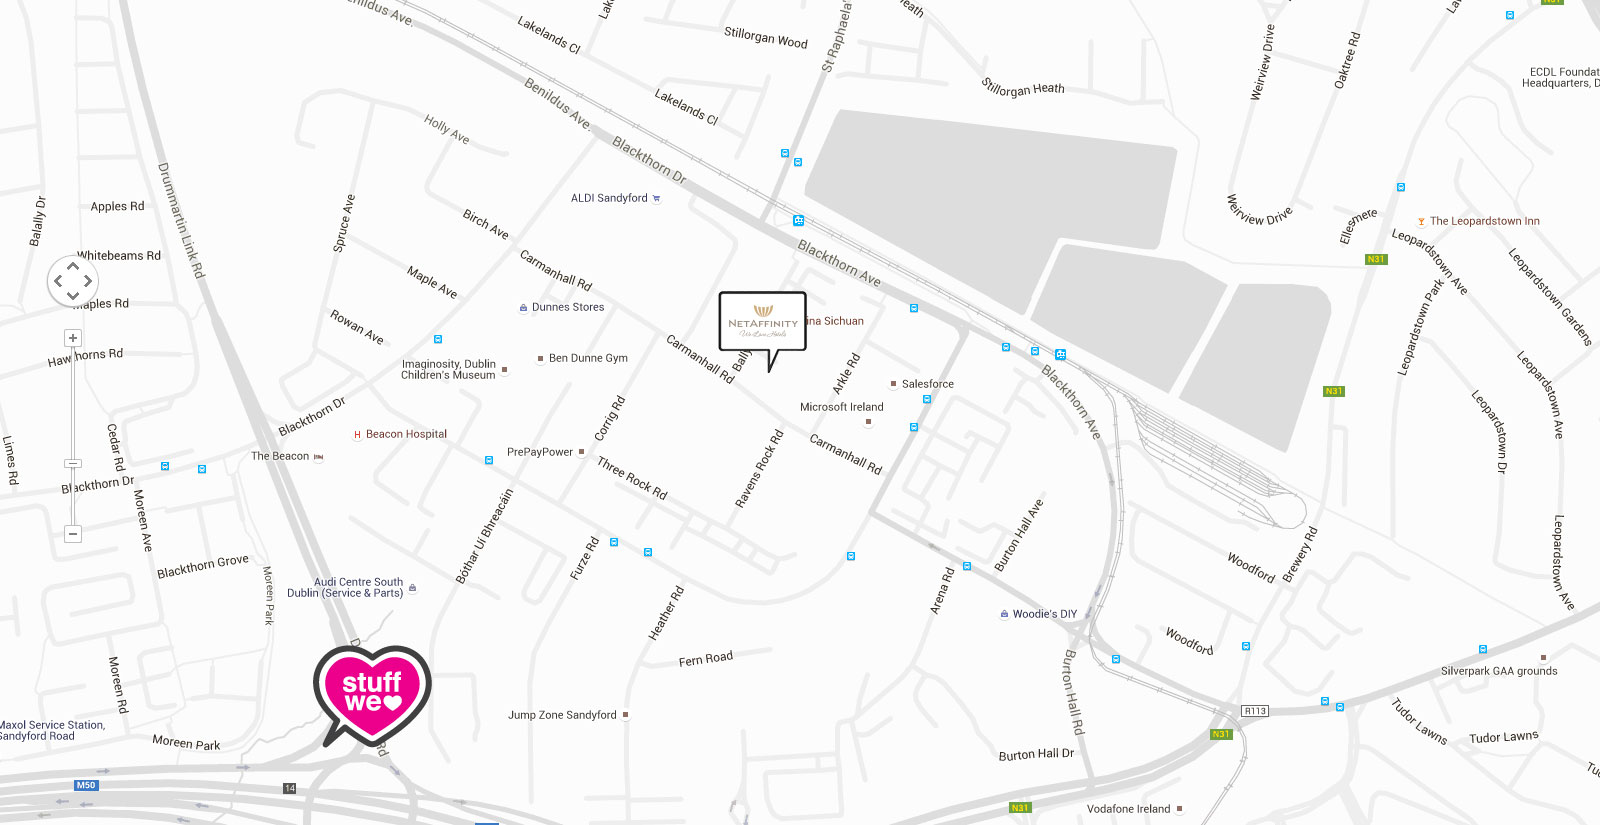 Benildus Ave.
Lakelands Cl
Stillorgan Wood
St Raphaela's
Heath
N31
Weirview Drive
Oaktree Rd
ECDL Foundat
Headquarters, D
Stillorgan Heath
Benildus Ave.
Lakelands Cl
Holly Ave
Blackthorn Dr
Drummartin Link Rd
ALDI Sandyford
Balally Dr
Apples Rd
Spruce Ave
Birch Ave
Weirview Drive
Ellesmere
The Leopardstown Inn
Whitebeams Rd
Carmanhall Rd
Blackthorn Ave
N31
Leopardstown Ave
Leopardstown Gardens
Maple Ave
Maples Rd
Dunnes Stores
NETAFFINITY
We Love Hotels
ina Sichuan
Leopardstown Park
Rowan Ave
Hawthorns Rd
Imaginosity, Dublin
Children's Museum
Ben Dunne Gym
Carmanhall Rd
Bally
Arkle Rd
Salesforce
Microsoft Ireland
Blackthorn Ave
N31
Leopardstown Ave
Leopardstown Dr
Blackthorn Dr
Corrig Rd
H Beacon Hospital
The Beacon
PrePayPower
Limes Rd
Cedar Rd
Carmanhall Rd
Three Rock Rd
Ravens Rock Rd
Blackthorn Dr
Moreen Ave
Bóthar Uí Bhreacáin
Burton Hall Ave
Brewery Rd
Woodford
Leopardstown Ave
Blackthorn Grove
Furze Rd
Moreen Park
Audi Centre South
Dublin (Service & Parts)
Arena Rd
Heather Rd
Woodie's DIY
Woodford
Fern Road
Burton Hall Rd
Silverpark GAA grounds
Moreen Rd
stuff
we
Rd
Jump Zone Sandyford
R113
N31
Tudor Lawns
Tudor Lawns
Maxol Service Station,
Sandyford Road
Moreen Park
Burton Hall Dr
M50
14
N31
Vodafone Ireland